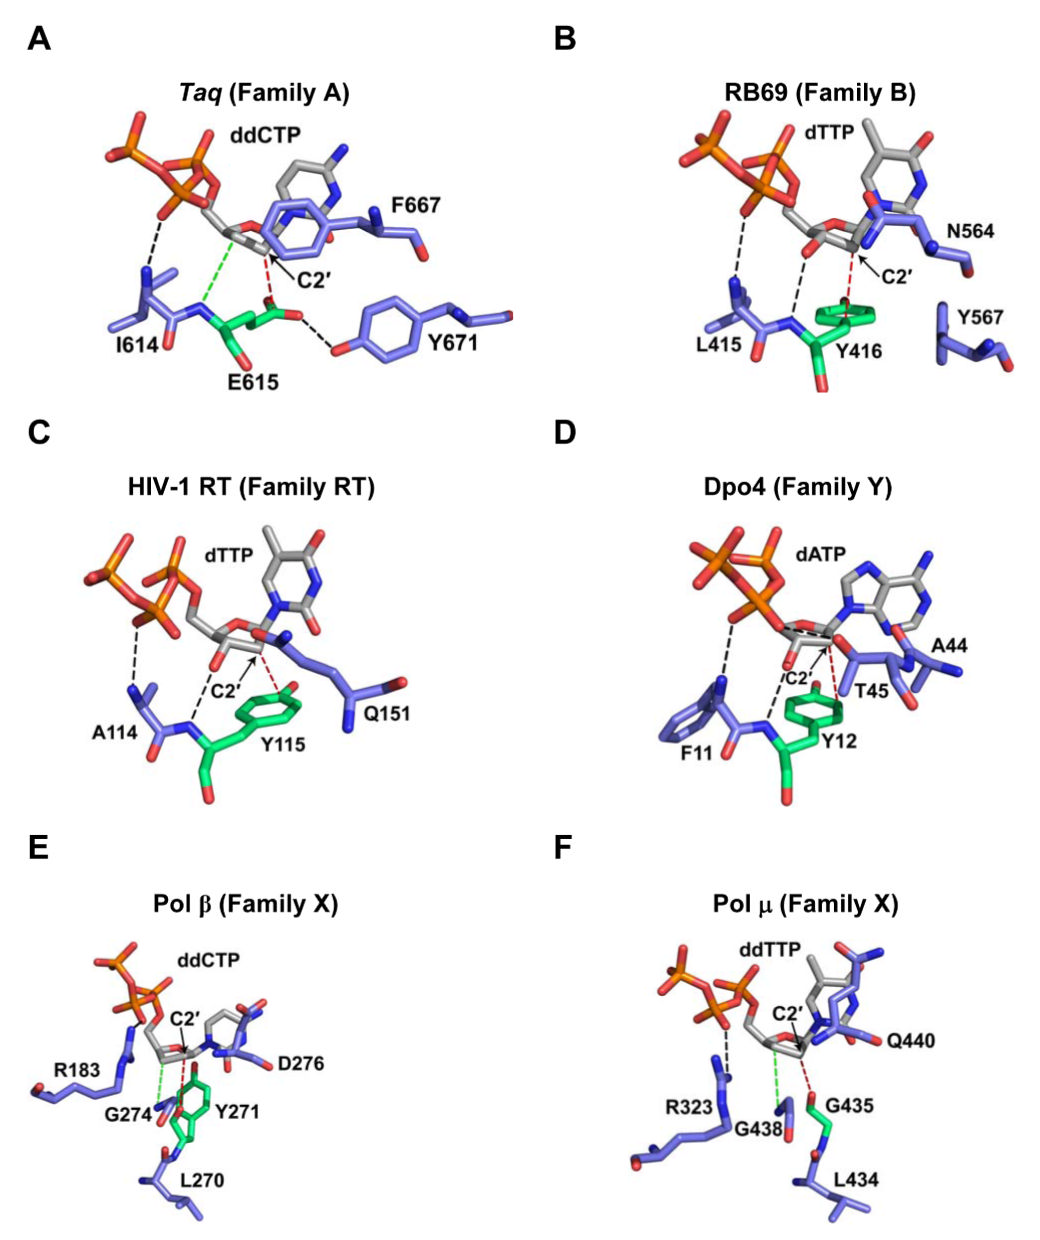 A
B
Taq (Family A)
RB69 (Family B)
ddCTP
dTTP
F667
N564
C2′
C2′
I614
Y671
E615
L415
Y416
Y567
C
D
HIV-1 RT (Family RT)
Dpo4 (Family Y)
dTTP
dATP
A44
C2′
C2′
T45
Q151
A114
Y115
F11
Y12
E
F
Pol β (Family X)
Pol μ (Family X)
ddCTP
ddTTP
C2′
C2′
R183
D276
Q440
G274
Y271
R323
G438
G435
L270
L434